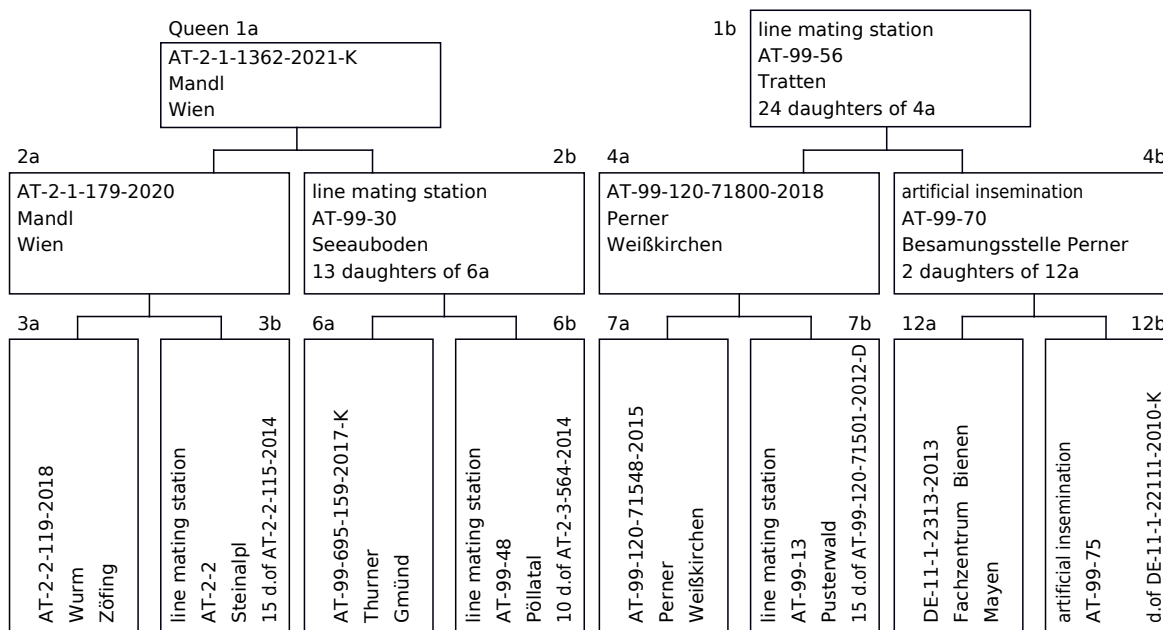 Queen 1a
AT-2-1-1362-2021-K
Mandl
Wien
1b
line mating station
AT-99-56
Tratten
24 daughters of 4a
2a
AT-2-1-179-2020
Mandl
Wien
2b
line mating station
AT-99-30
Seeauboden
13 daughters of 6a
4a
AT-99-120-71800-2018
Perner
Weißkirchen
4b
artificial insemination
AT-99-70
Besamungsstelle Perner
2 daughters of 12a
3a
AT-2-2-119-2018
Wurm
Zöfing
3b
line mating station
AT-2-2
Steinalpl
15 d.of AT-2-2-115-2014
6a
AT-99-695-159-2017-K
Thurner
Gmünd
6b
line mating station
AT-99-48
Pöllatal
10 d.of AT-2-3-564-2014
7a
AT-99-120-71548-2015
Perner
Weißkirchen
7b
line mating station
AT-99-13
Pusterwald
15 d.of AT-99-120-71501-2012-D
12a
DE-11-1-2313-2013
Fachzentrum Bienen
Mayen
12b
artificial insemination
AT-99-75
d.of DE-11-1-22111-2010-K